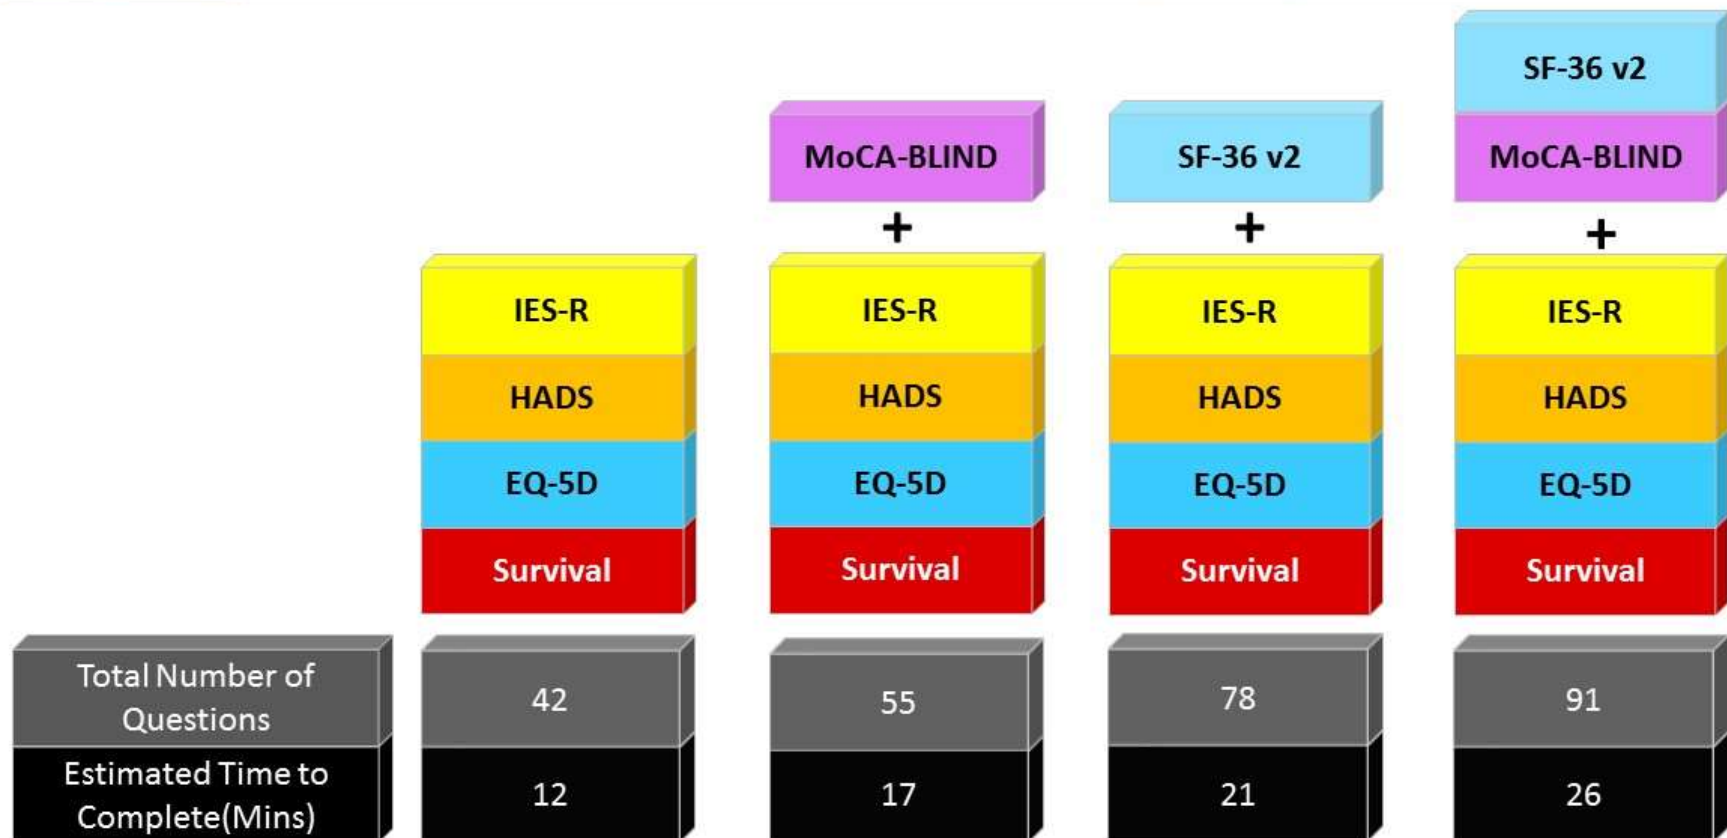 SF-36 v2
MoCA-BLIND SF-36 v2 MoCA-BLIND
+ + +
IES-R IES-R IES-R IES-R
HADS HADS HADS HADS
EQ-5D EQ-5D EQ-5D EQ-5D
Survival Survival Survival Survival
Total Number of
Questions
42 55 78 91
Estimated Time to
Complete(Mins)
12 17 21 26